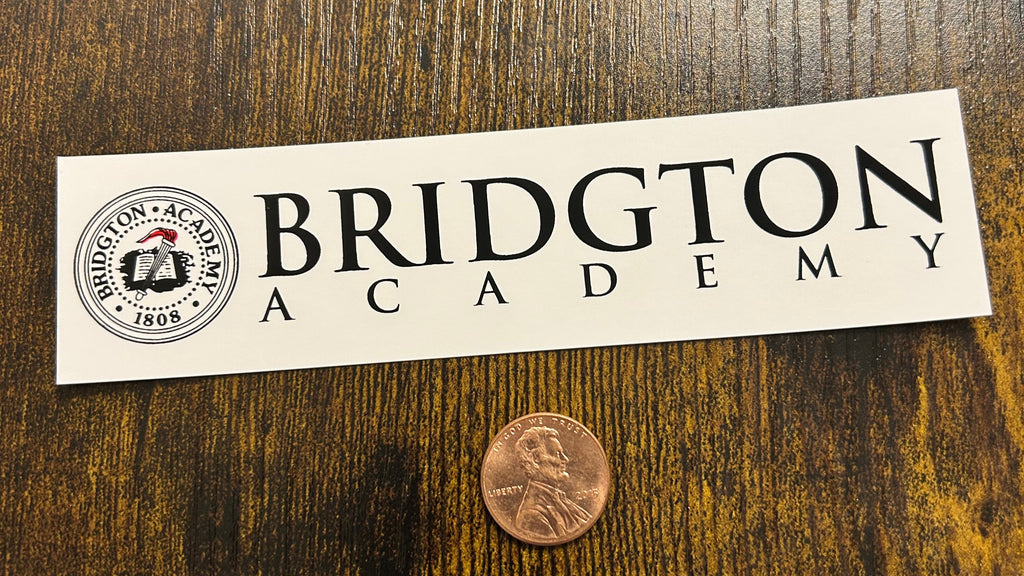 BRIDGTON • ACADEMY
• 1808 •
BRIDGTON
ACADEMY
IN GOD WE TRUST
LIBERTY